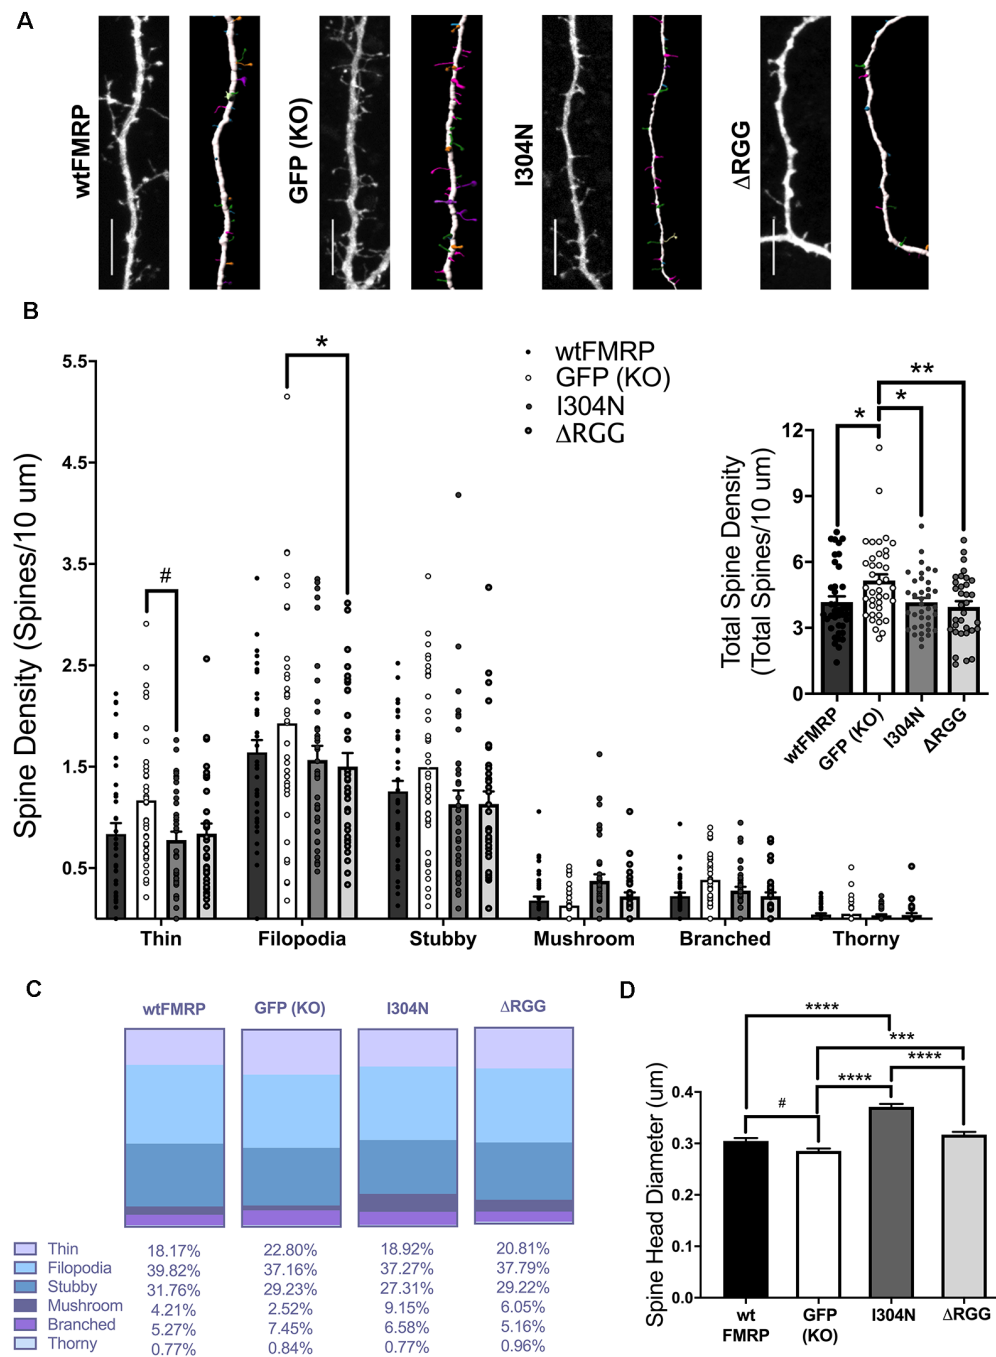 A
wtFMRP
GFP (KO)
I304N
ΔRGG
B
Spine Density (Spines/10 um)
5.5
4.5
3.5
2.5
1.5
0.5
#
*
wtFMRP
GFP (KO)
I304N
ΔRGG
Thin
Filopodia
Stubby
Mushroom
Branched
Thorny
Total Spine Density
(Total Spines/10 um)
12
9
6
3
0
*
*
**
wtFMRP
GFP (KO)
I304N
ΔRGG
C
wtFMRP GFP (KO) I304N ΔRGG
Thin 18.17% 22.80% 18.92% 20.81%
Filopodia 39.82% 37.16% 37.27% 37.79%
Stubby 31.76% 29.23% 27.31% 29.22%
Mushroom 4.21% 2.52% 9.15% 6.05%
Branched 5.27% 7.45% 6.58% 5.16%
Thorny 0.77% 0.84% 0.77% 0.96%
D
Spine Head Diameter (um)
0.4
0.3
0.2
0.1
0.0
****
***
****
****
#
wt
FMRP
GFP
(KO)
I304N
ΔRGG